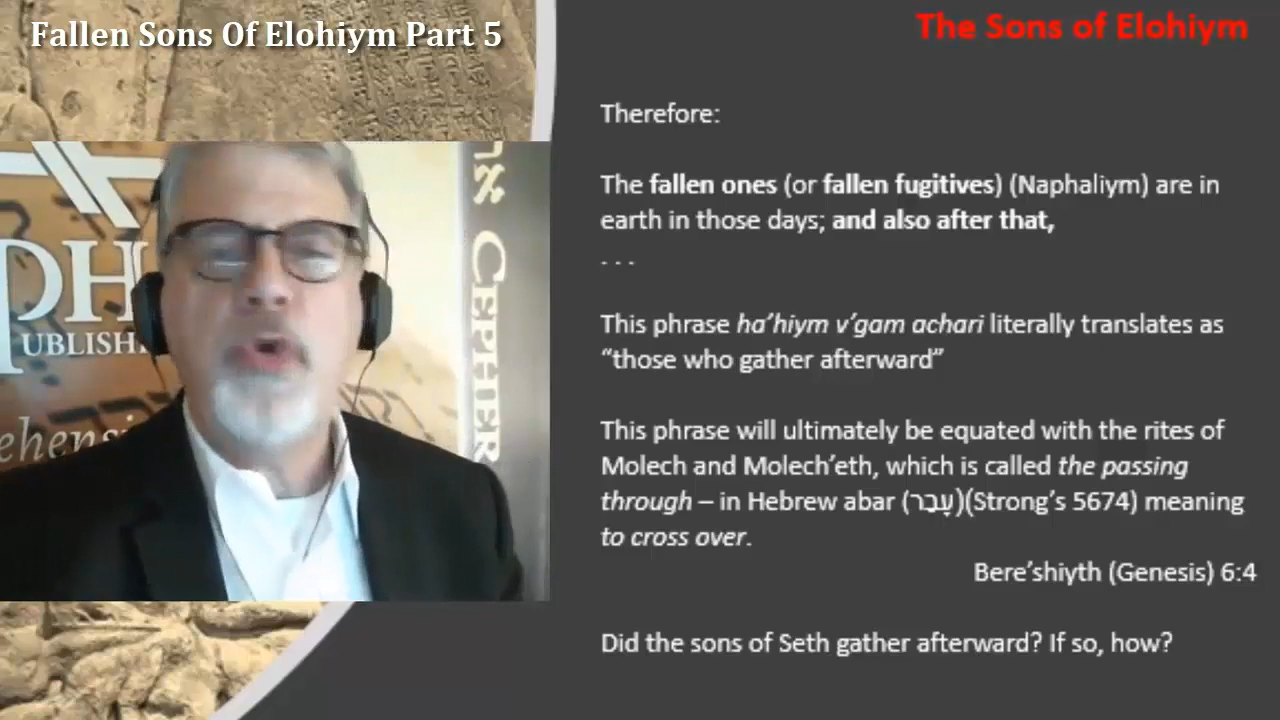 Fallen Sons Of Elohiym Part 5
The Sons of Elohiym
Therefore:
The fallen ones (or fallen fugitives) (Naphaliym) are in
earth in those days; and also after that,
. . .
This phrase ha’hiym v’gam achari literally translates as
“those who gather afterward”
This phrase will ultimately be equated with the rites of
Molech and Molech’eth, which is called the passing
through – in Hebrew abar (עָבַר)(Strong’s 5674) meaning
to cross over.
Bere’shiyth (Genesis) 6:4
Did the sons of Seth gather afterward? If so, how?
CEPHER
UBLISHI
ehensi